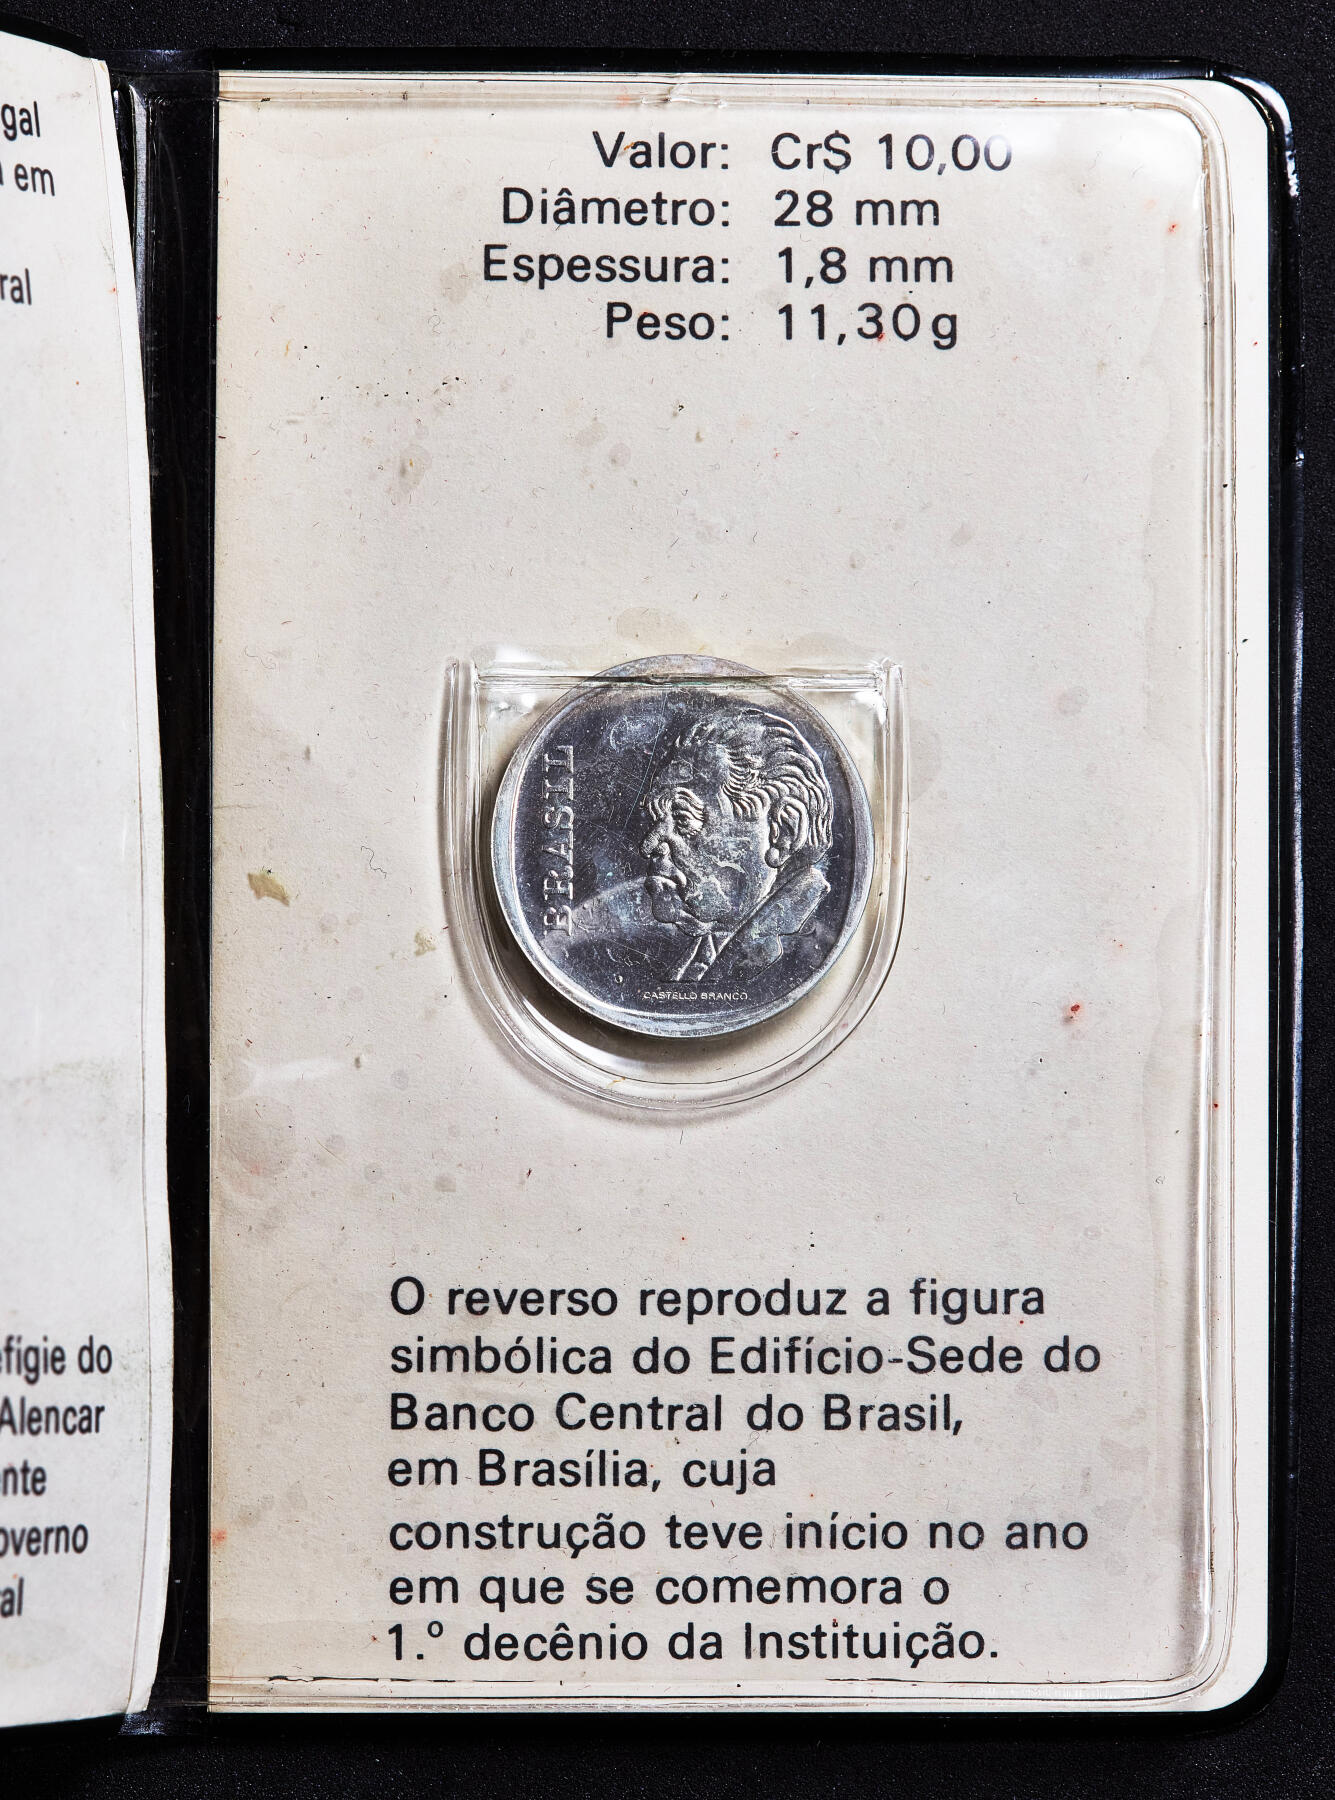 gal
em
ral
efígie do
Alencar
nte
overno
al
Valor: Cr$ 10,00
Diâmetro: 28 mm
Espessura: 1,8 mm
Peso: 11,30g
BRASIL
CASTELLO BRANCO
O reverso reproduz a figura
simbólica do Edifício-Sede do
Banco Central do Brasil,
em Brasília, cuja
construção teve início no ano
em que se comemora o
1.º decênio da Instituição.